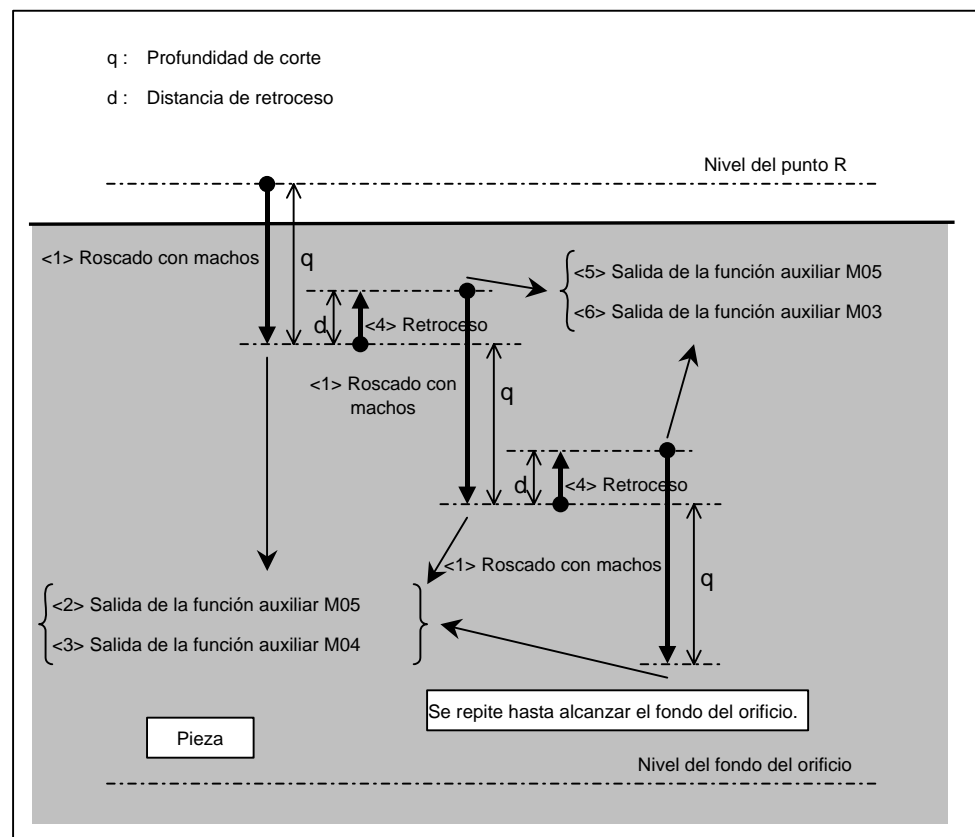 q : Profundidad de corte
d : Distancia de retroceso
Nivel del punto R
<1> Roscado con machos
q
<5> Salida de la función auxiliar M05
<6> Salida de la función auxiliar M03
d
<4> Retroceso
<1> Roscado con
machos
q
d
<4> Retroceso
<1> Roscado con machos
q
<2> Salida de la función auxiliar M05
<3> Salida de la función auxiliar M04
Se repite hasta alcanzar el fondo del orificio.
Pieza
Nivel del fondo del orificio